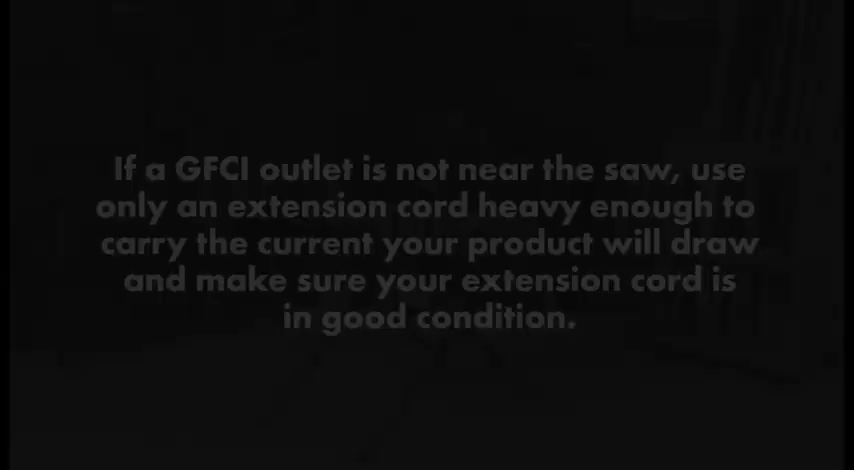 If a GFCI outlet is not near the saw, use
only an extension cord heavy enough to
carry the current your product will draw
and make sure your extension cord is
in good condition.